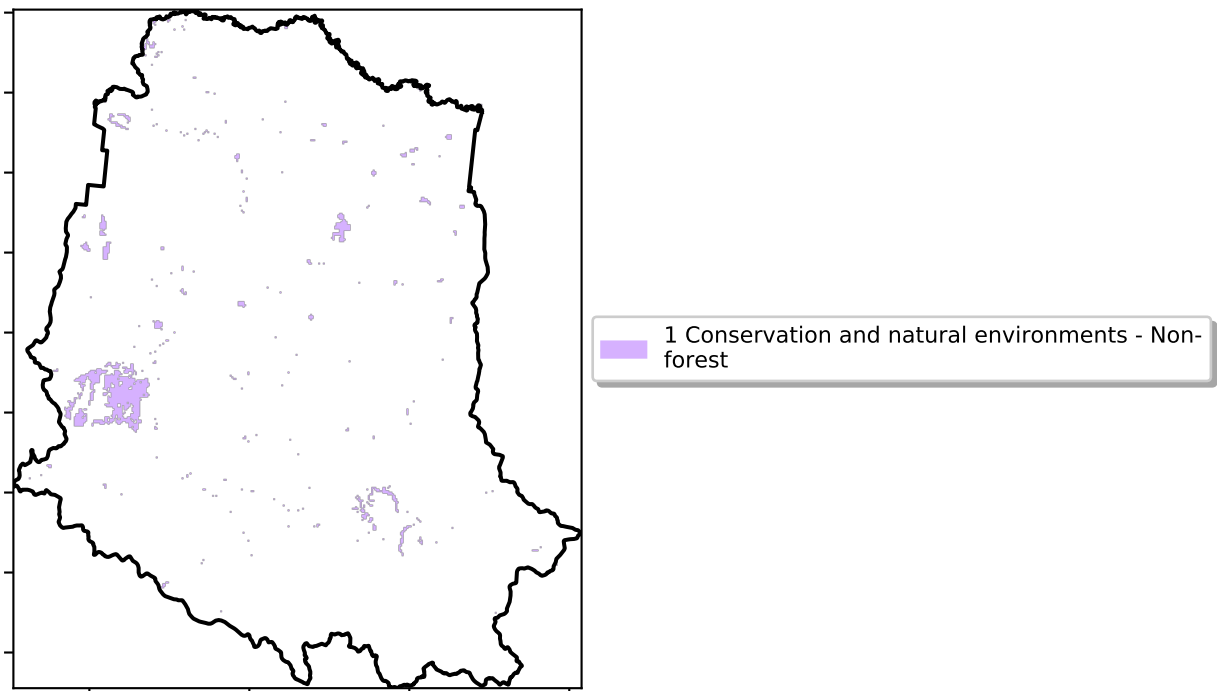 1 Conservation and natural environments - Non-
forest